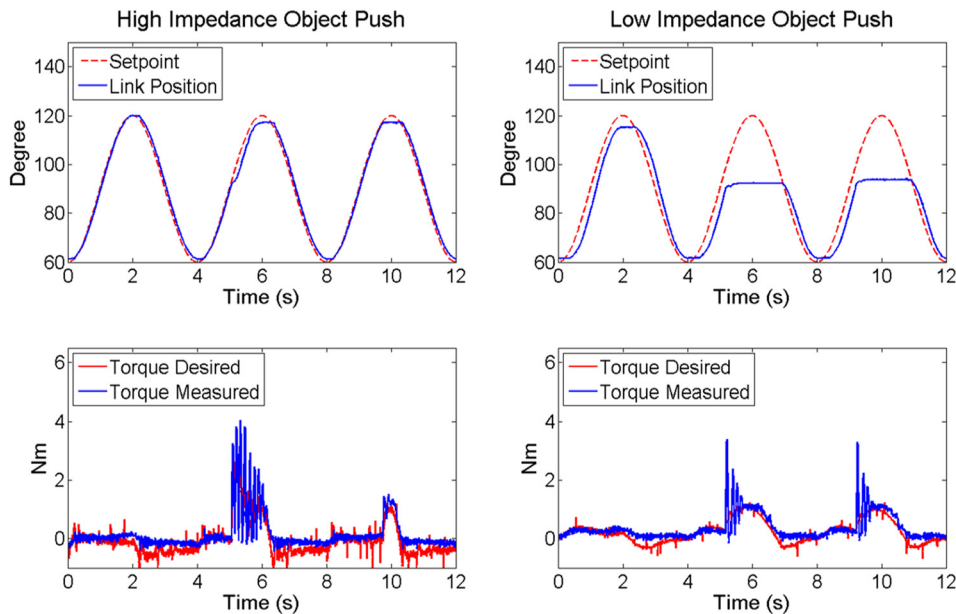 High Impedance Object Push
Low Impedance Object Push
140
120
100
80
60
Degree
Setpoint
Link Position
0 2 4 6 8 10 12
Time (s)
140
120
100
80
60
Degree
Setpoint
Link Position
0 2 4 6 8 10 12
Time (s)
6
4
2
0
Nm
Torque Desired
Torque Measured
0 2 4 6 8 10 12
Time (s)
6
4
2
0
Nm
Torque Desired
Torque Measured
0 2 4 6 8 10 12
Time (s)